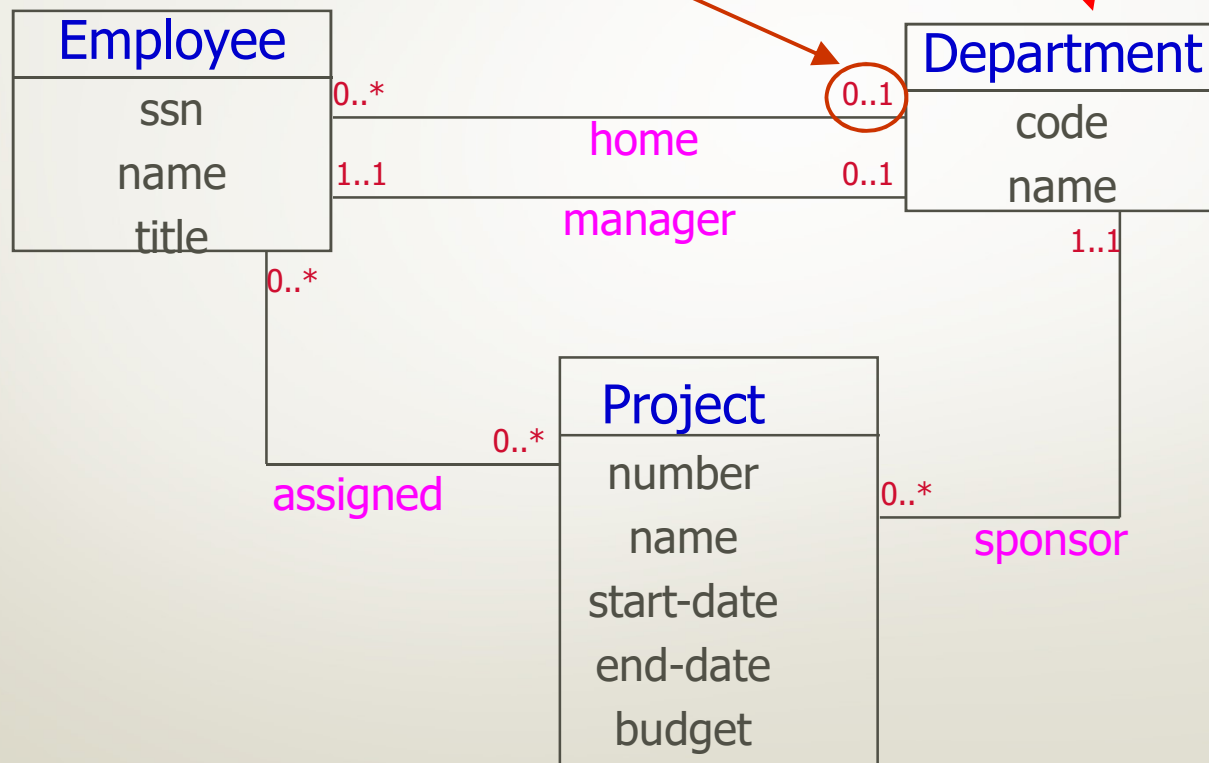 Employee
ssn
name
title
0..*
0..1
home
1..1
0..1
manager
Department
code
name
1..1
0..*
0..*
assigned
Project
number
name
start-date
end-date
budget
0..*
sponsor